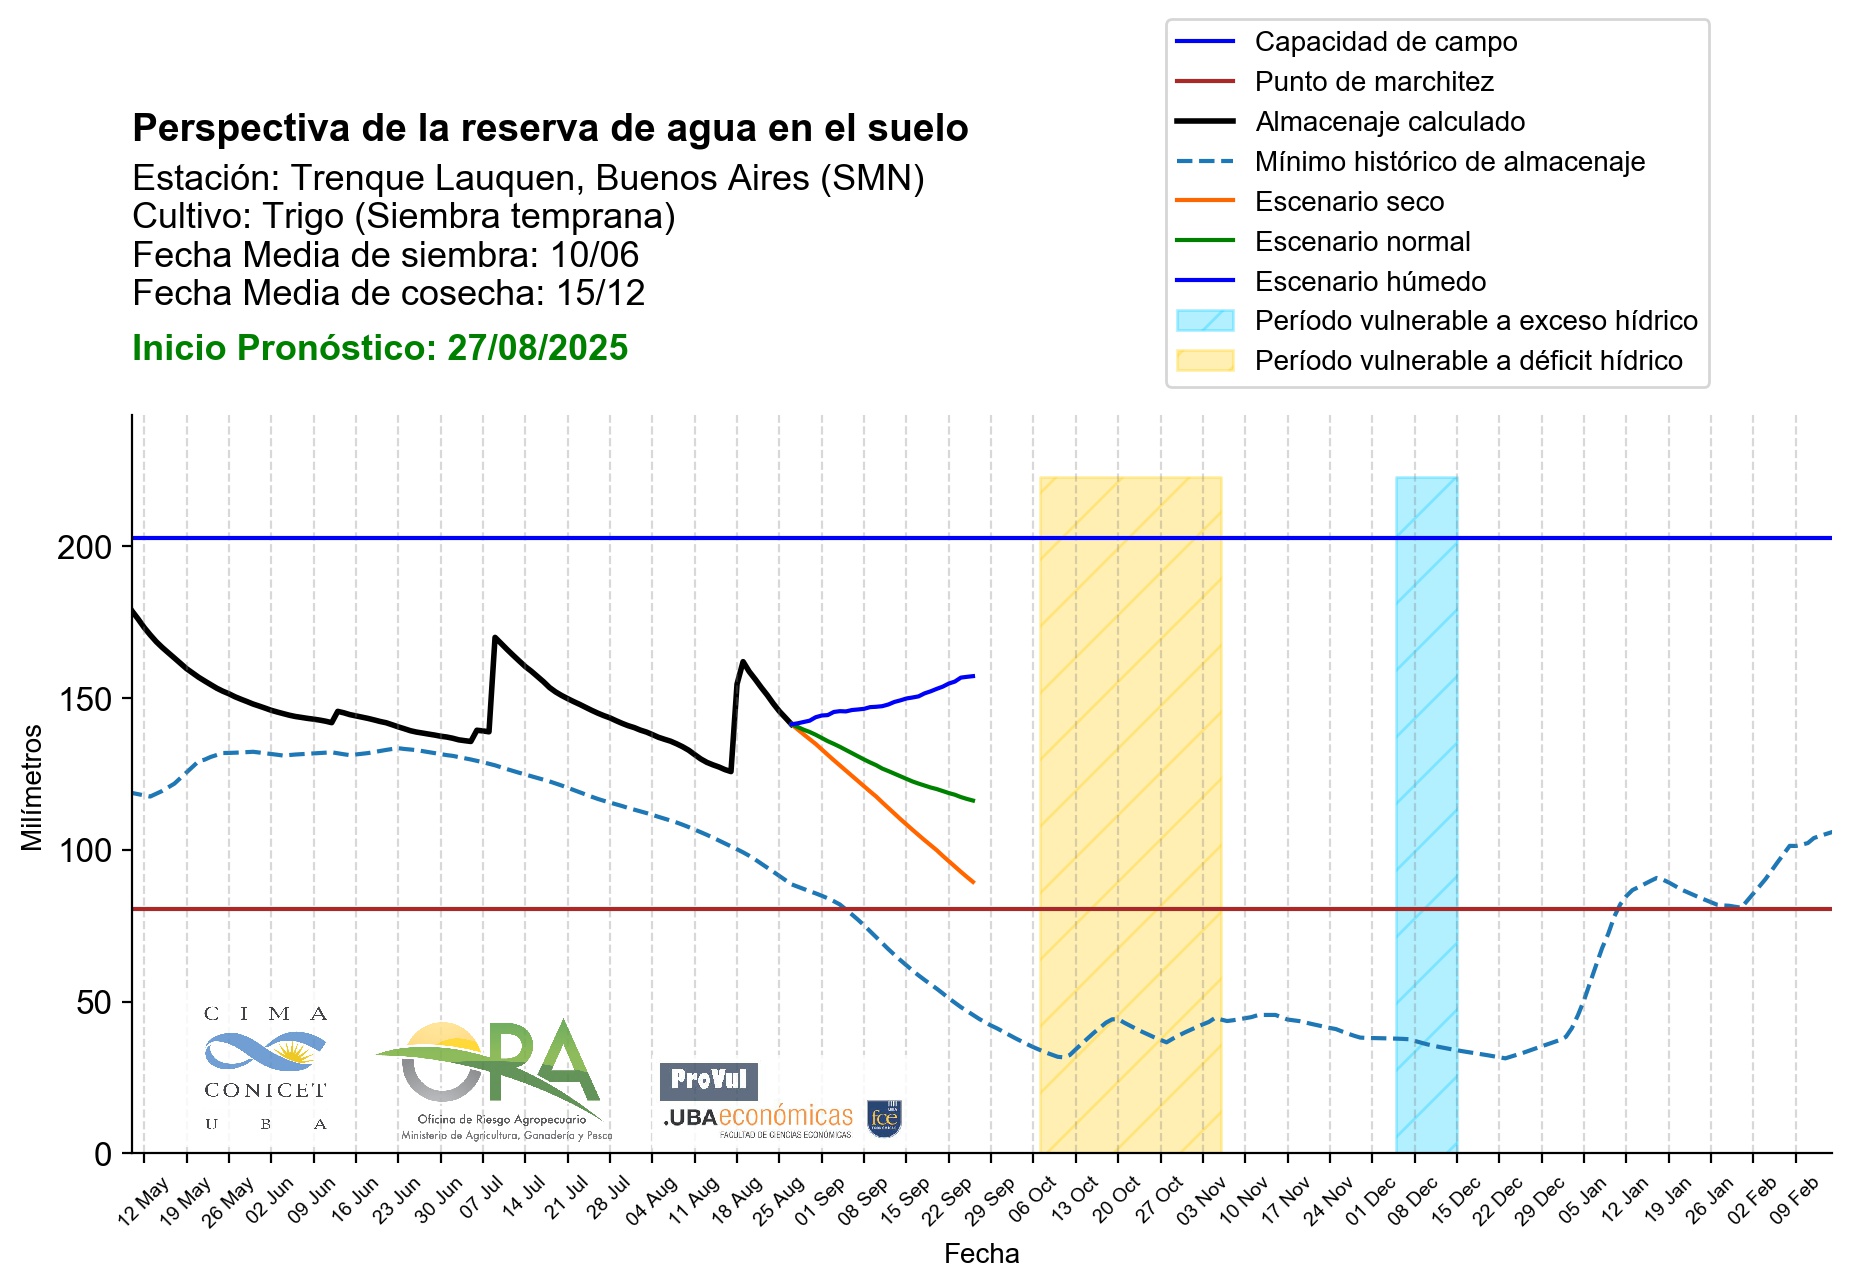 Capacidad de campo
Punto de marchitez
Almacenaje calculado
Mínimo histórico de almacenaje
Escenario seco
Escenario normal
Escenario húmedo
Período vulnerable a exceso hídrico
Período vulnerable a déficit hídrico
Perspectiva de la reserva de agua en el suelo
Estación: Trenque Lauquen, Buenos Aires (SMN)
Cultivo: Trigo (Siembra temprana)
Fecha Media de siembra: 10/06
Fecha Media de cosecha: 15/12
Inicio Pronóstico: 27/08/2025
Milímetros
200
150
100
50
0
CIMA
CONICET
UBA
ORA
Oficina de Riesgo Agropecuario
Ministerio de Agricultura, Ganadería y Pesca
ProVul
.UBAeconómicas
FACULTAD DE CIENCIAS ECONÓMICAS
fce
12 May
19 May
26 May
02 Jun
09 Jun
16 Jun
23 Jun
30 Jun
07 Jul
14 Jul
21 Jul
28 Jul
04 Aug
11 Aug
18 Aug
25 Aug
01 Sep
08 Sep
15 Sep
22 Sep
29 Sep
06 Oct
13 Oct
20 Oct
27 Oct
03 Nov
10 Nov
17 Nov
24 Nov
01 Dec
08 Dec
15 Dec
22 Dec
29 Dec
05 Jan
12 Jan
19 Jan
26 Jan
02 Feb
09 Feb
Fecha